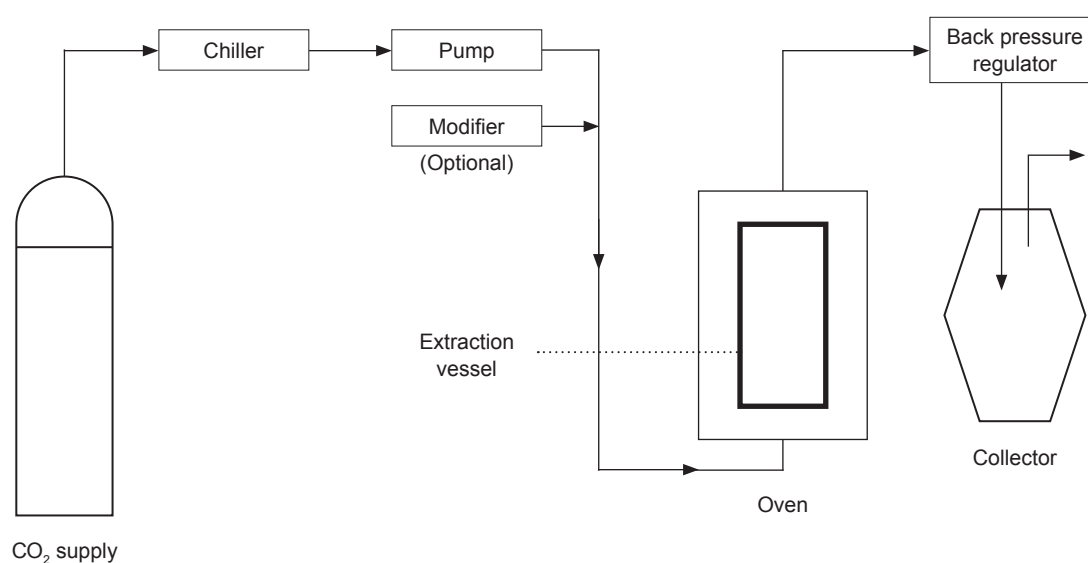 Chiller
Pump
Back pressure
regulator
Modifier
(Optional)
Extraction
vessel
Collector
Oven
CO₂ supply